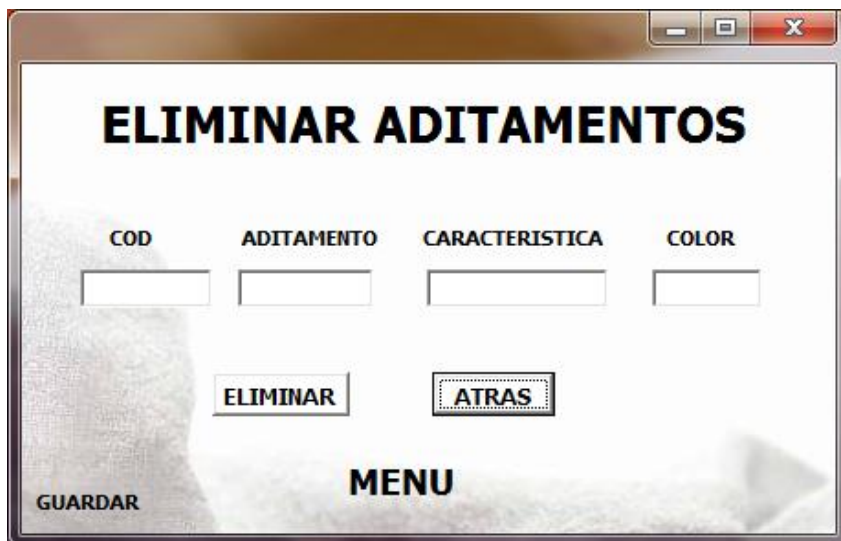 ELIMINAR ADITAMENTOS
COD ADITAMENTO CARACTERISTICA COLOR
ELIMINAR ATRAS
MENU
GUARDAR